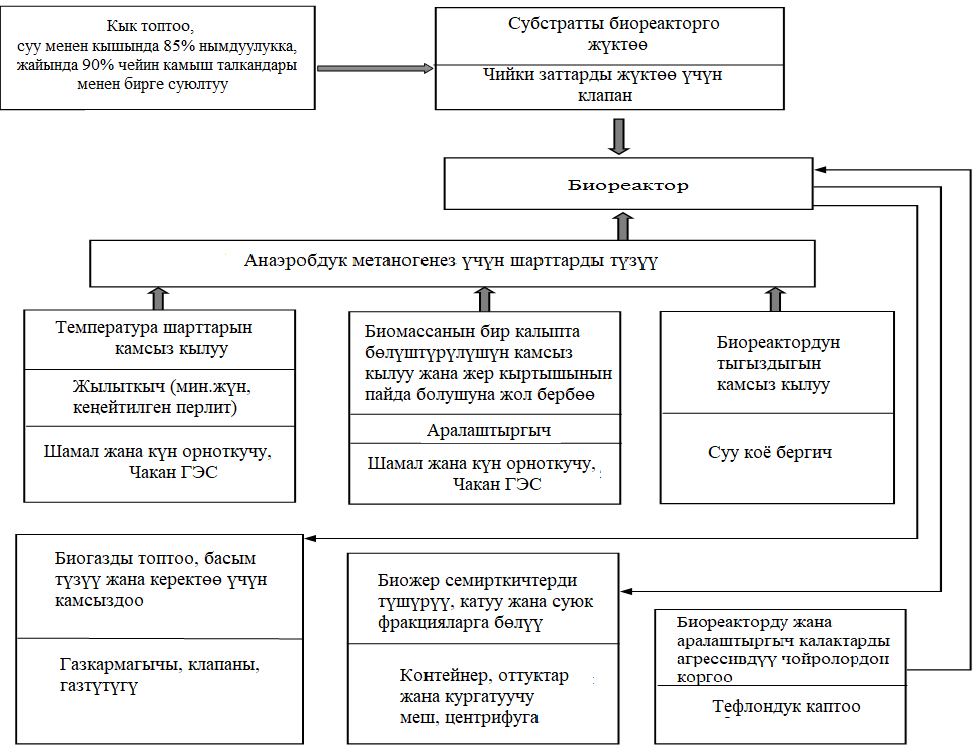 Кык топтоо,
суу менен кышында 85% нымдуулукка,
жайында 90% чейин камыш талкандары
менен бирге суюлтуу
Субстратты биореакторго
жүктөө
Чийки заттарды жүктөө үчүн
клапан
Биореактор
Анаэробдук метаногенез үчүн шарттарды түзүү
Температура шарттарын
камсыз кылуу
Жылыткыч (мин.жүн,
кеңейтилген перлит)
Шамал жана күн орноткучу,
Чакан ГЭС
Биомассанын бир калыпта
бөлүштүрүлүшүн камсыз
кылуу жана жер кыртышынын
пайда болушуна жол бербөө
Аралаштыргыч
Шамал жана күн орноткучу,
Чакан ГЭС
Биореактордун
тыгыздыгын
камсыз кылуу
Суу коё бергич
Биогазды топтоо, басым
түзүү жана керектөө үчүн
камсыздоо
Газкармагычы, клапаны,
газтүтүгү
Биожер семирткичтерди
түшүрүү, катуу жана суюк
фракцияларга бөлүү
Контейнер, оттуктар
жана кургатуучу
меш, центрифуга
Биореакторду жана
аралаштыргыч калактарды
агрессивдүү чөйрөлөрдөн
коргоо
Тефлондук каптоо